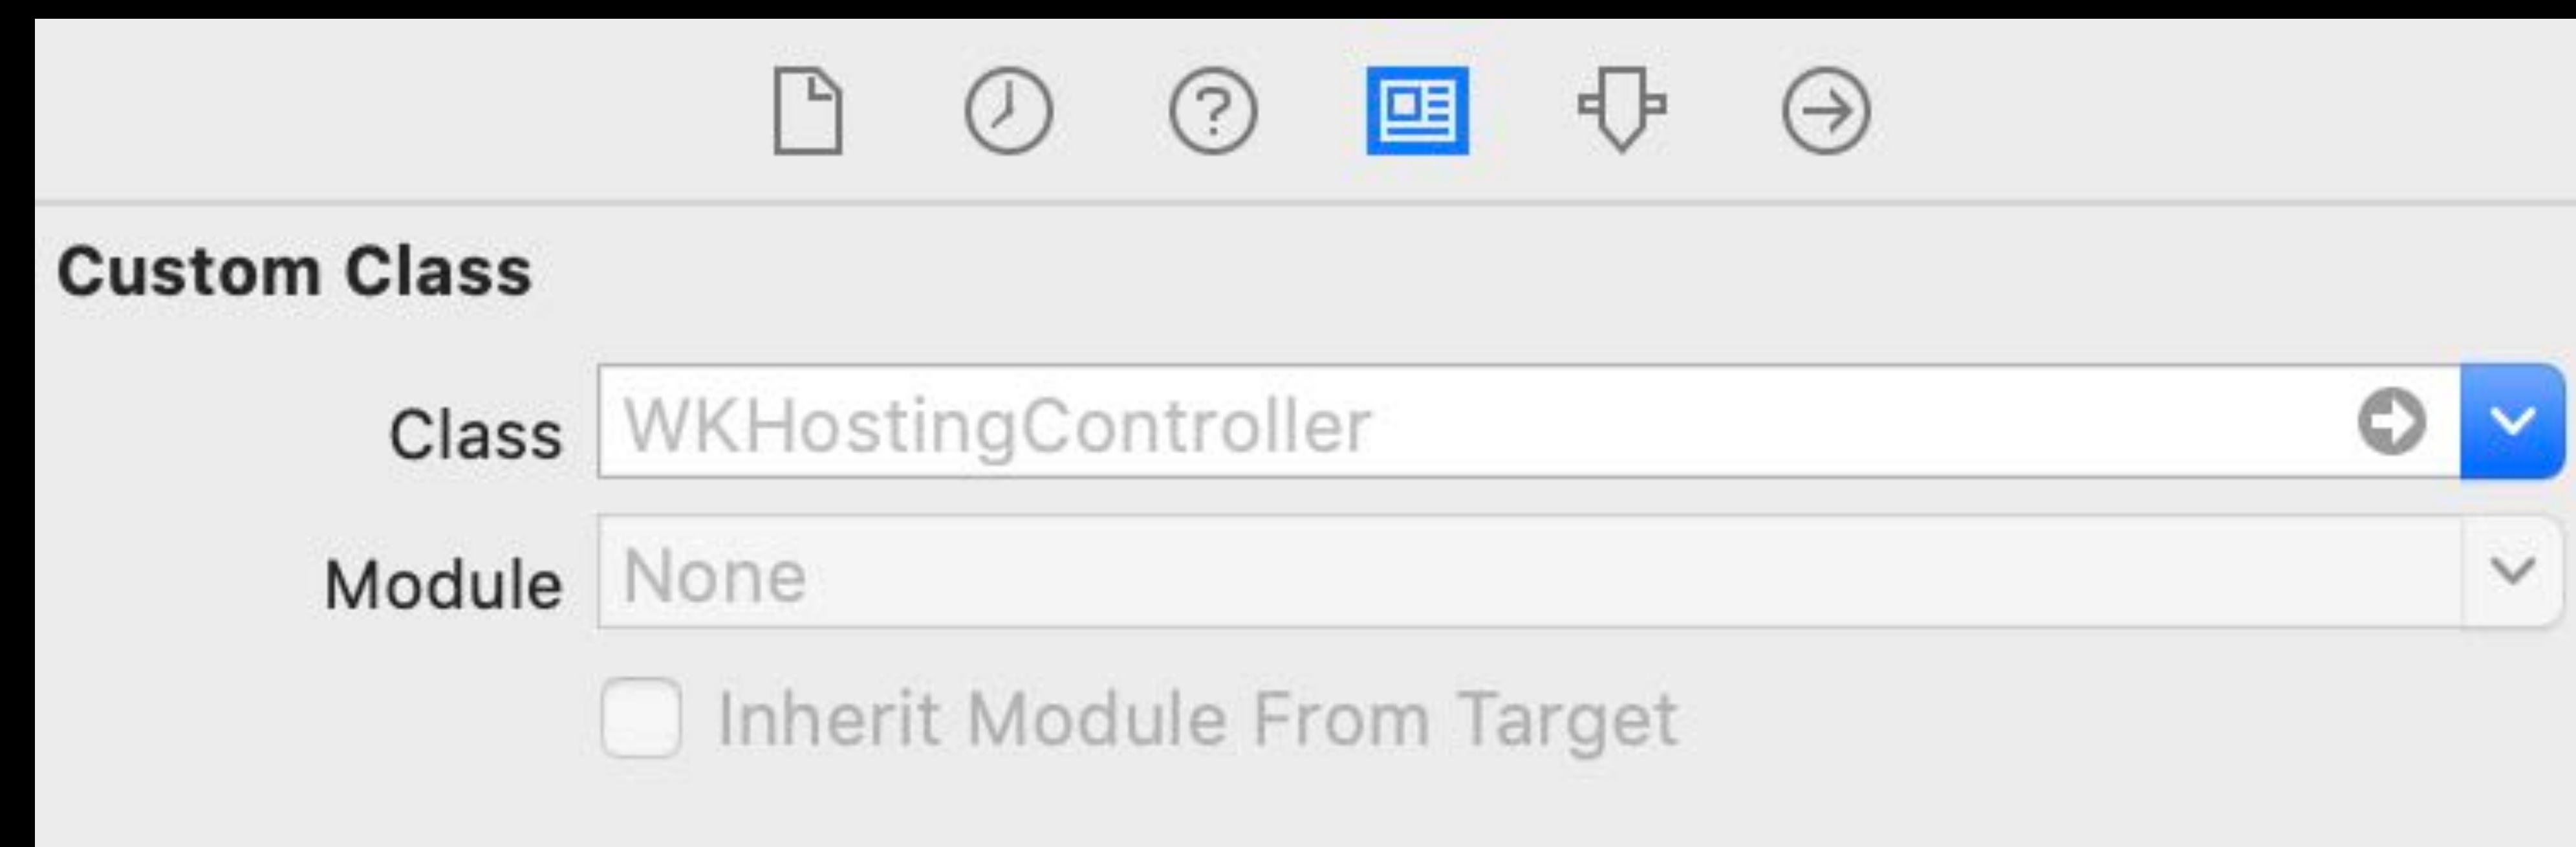 Custom Class
Class WKHostingController
Module None
Inherit Module From Target